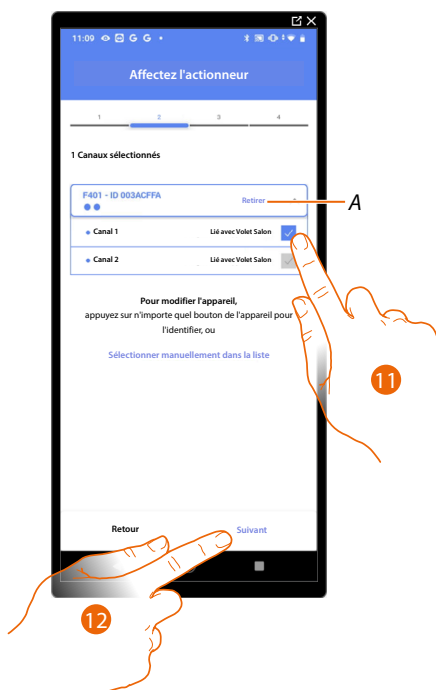 11:09 G G
Affectez l'actionneur
1 2 3 4
1 Canaux sélectionnés
F401 - ID 003ACFFA
Retirer
A
Canal 1 Lié avec Volet Salon
Canal 2 Lié avec Volet Salon
Pour modifier l'appareil,
appuyez sur n'importe quel bouton de l'appareil pour
l'identifier, ou
Sélectionner manuellement dans la liste
11
Retour Suivant
12